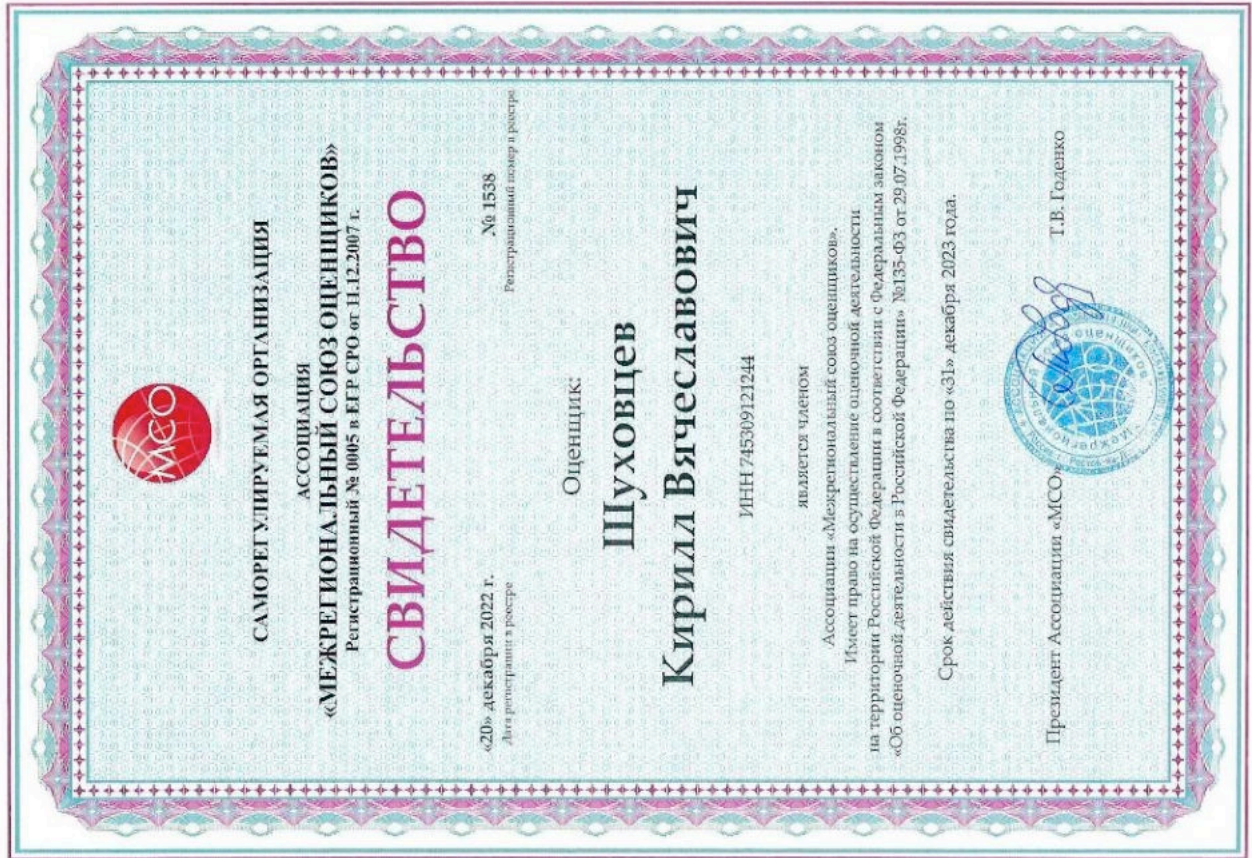 МСО
САМОРЕГУЛИРУЕМАЯ ОРГАНИЗАЦИЯ
АССОЦИАЦИЯ
«МЕЖРЕГИОНАЛЬНЫЙ СОЮЗ ОЦЕНЩИКОВ»
Регистрационный № 0005 в ЕГР СРО от 11.12.2007 г.
СВИДЕТЕЛЬСТВО
«20» декабря 2022 г. № 1538
Дата регистрации в реестре Регистрационный номер в реестре
Оценщик:
Шуховцев
Кирилл Вячеславович
ИНН 745309121244
является членом
Ассоциации «Межрегиональный союз оценщиков».
Имеет право на осуществление оценочной деятельности
на территории Российской Федерации в соответствии с Федеральным законом
«Об оценочной деятельности в Российской Федерации» №135-ФЗ от 29.07.1998г.
Срок действия свидетельства по «31» декабря 2023 года.
Президент Ассоциации «МСО» Т.В. Годенко